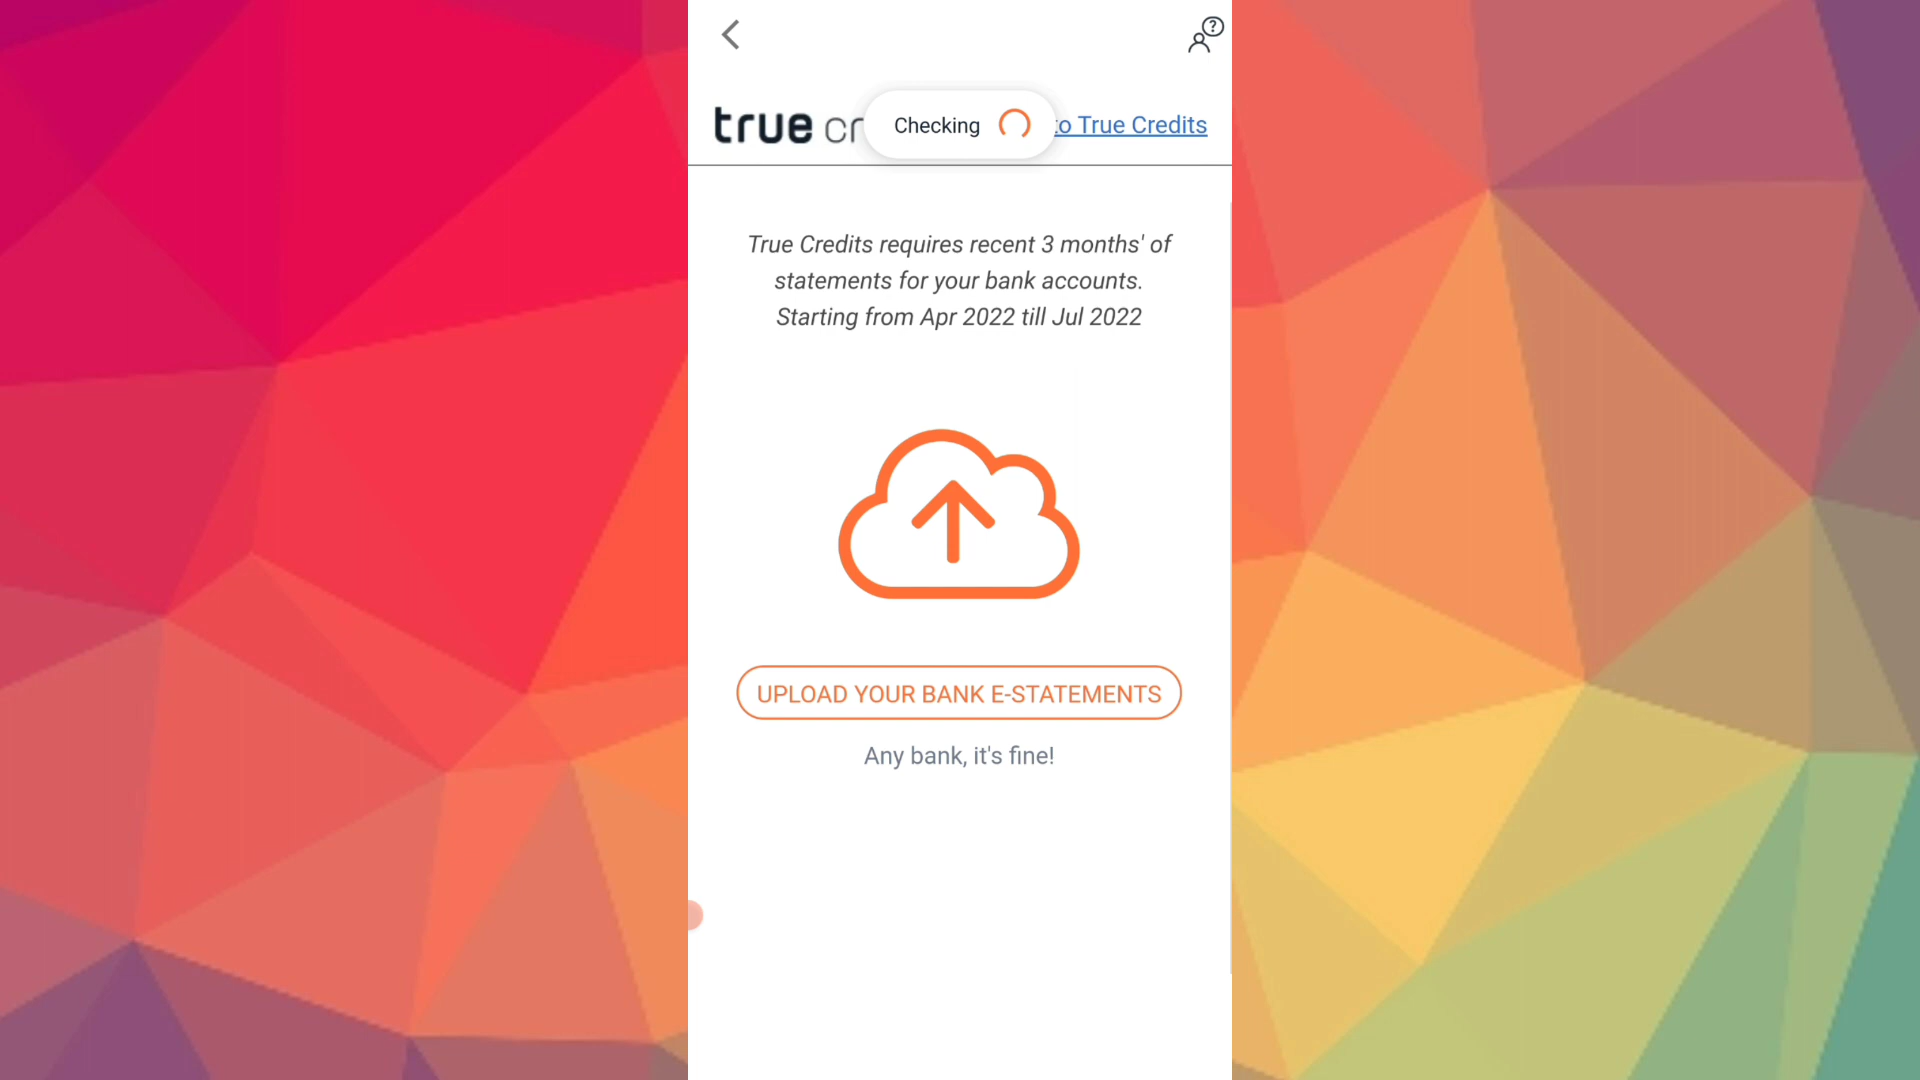 true cr
Checking
to True Credits
True Credits requires recent 3 months' of
statements for your bank accounts.
Starting from Apr 2022 till Jul 2022
UPLOAD YOUR BANK E-STATEMENTS
Any bank, it's fine!